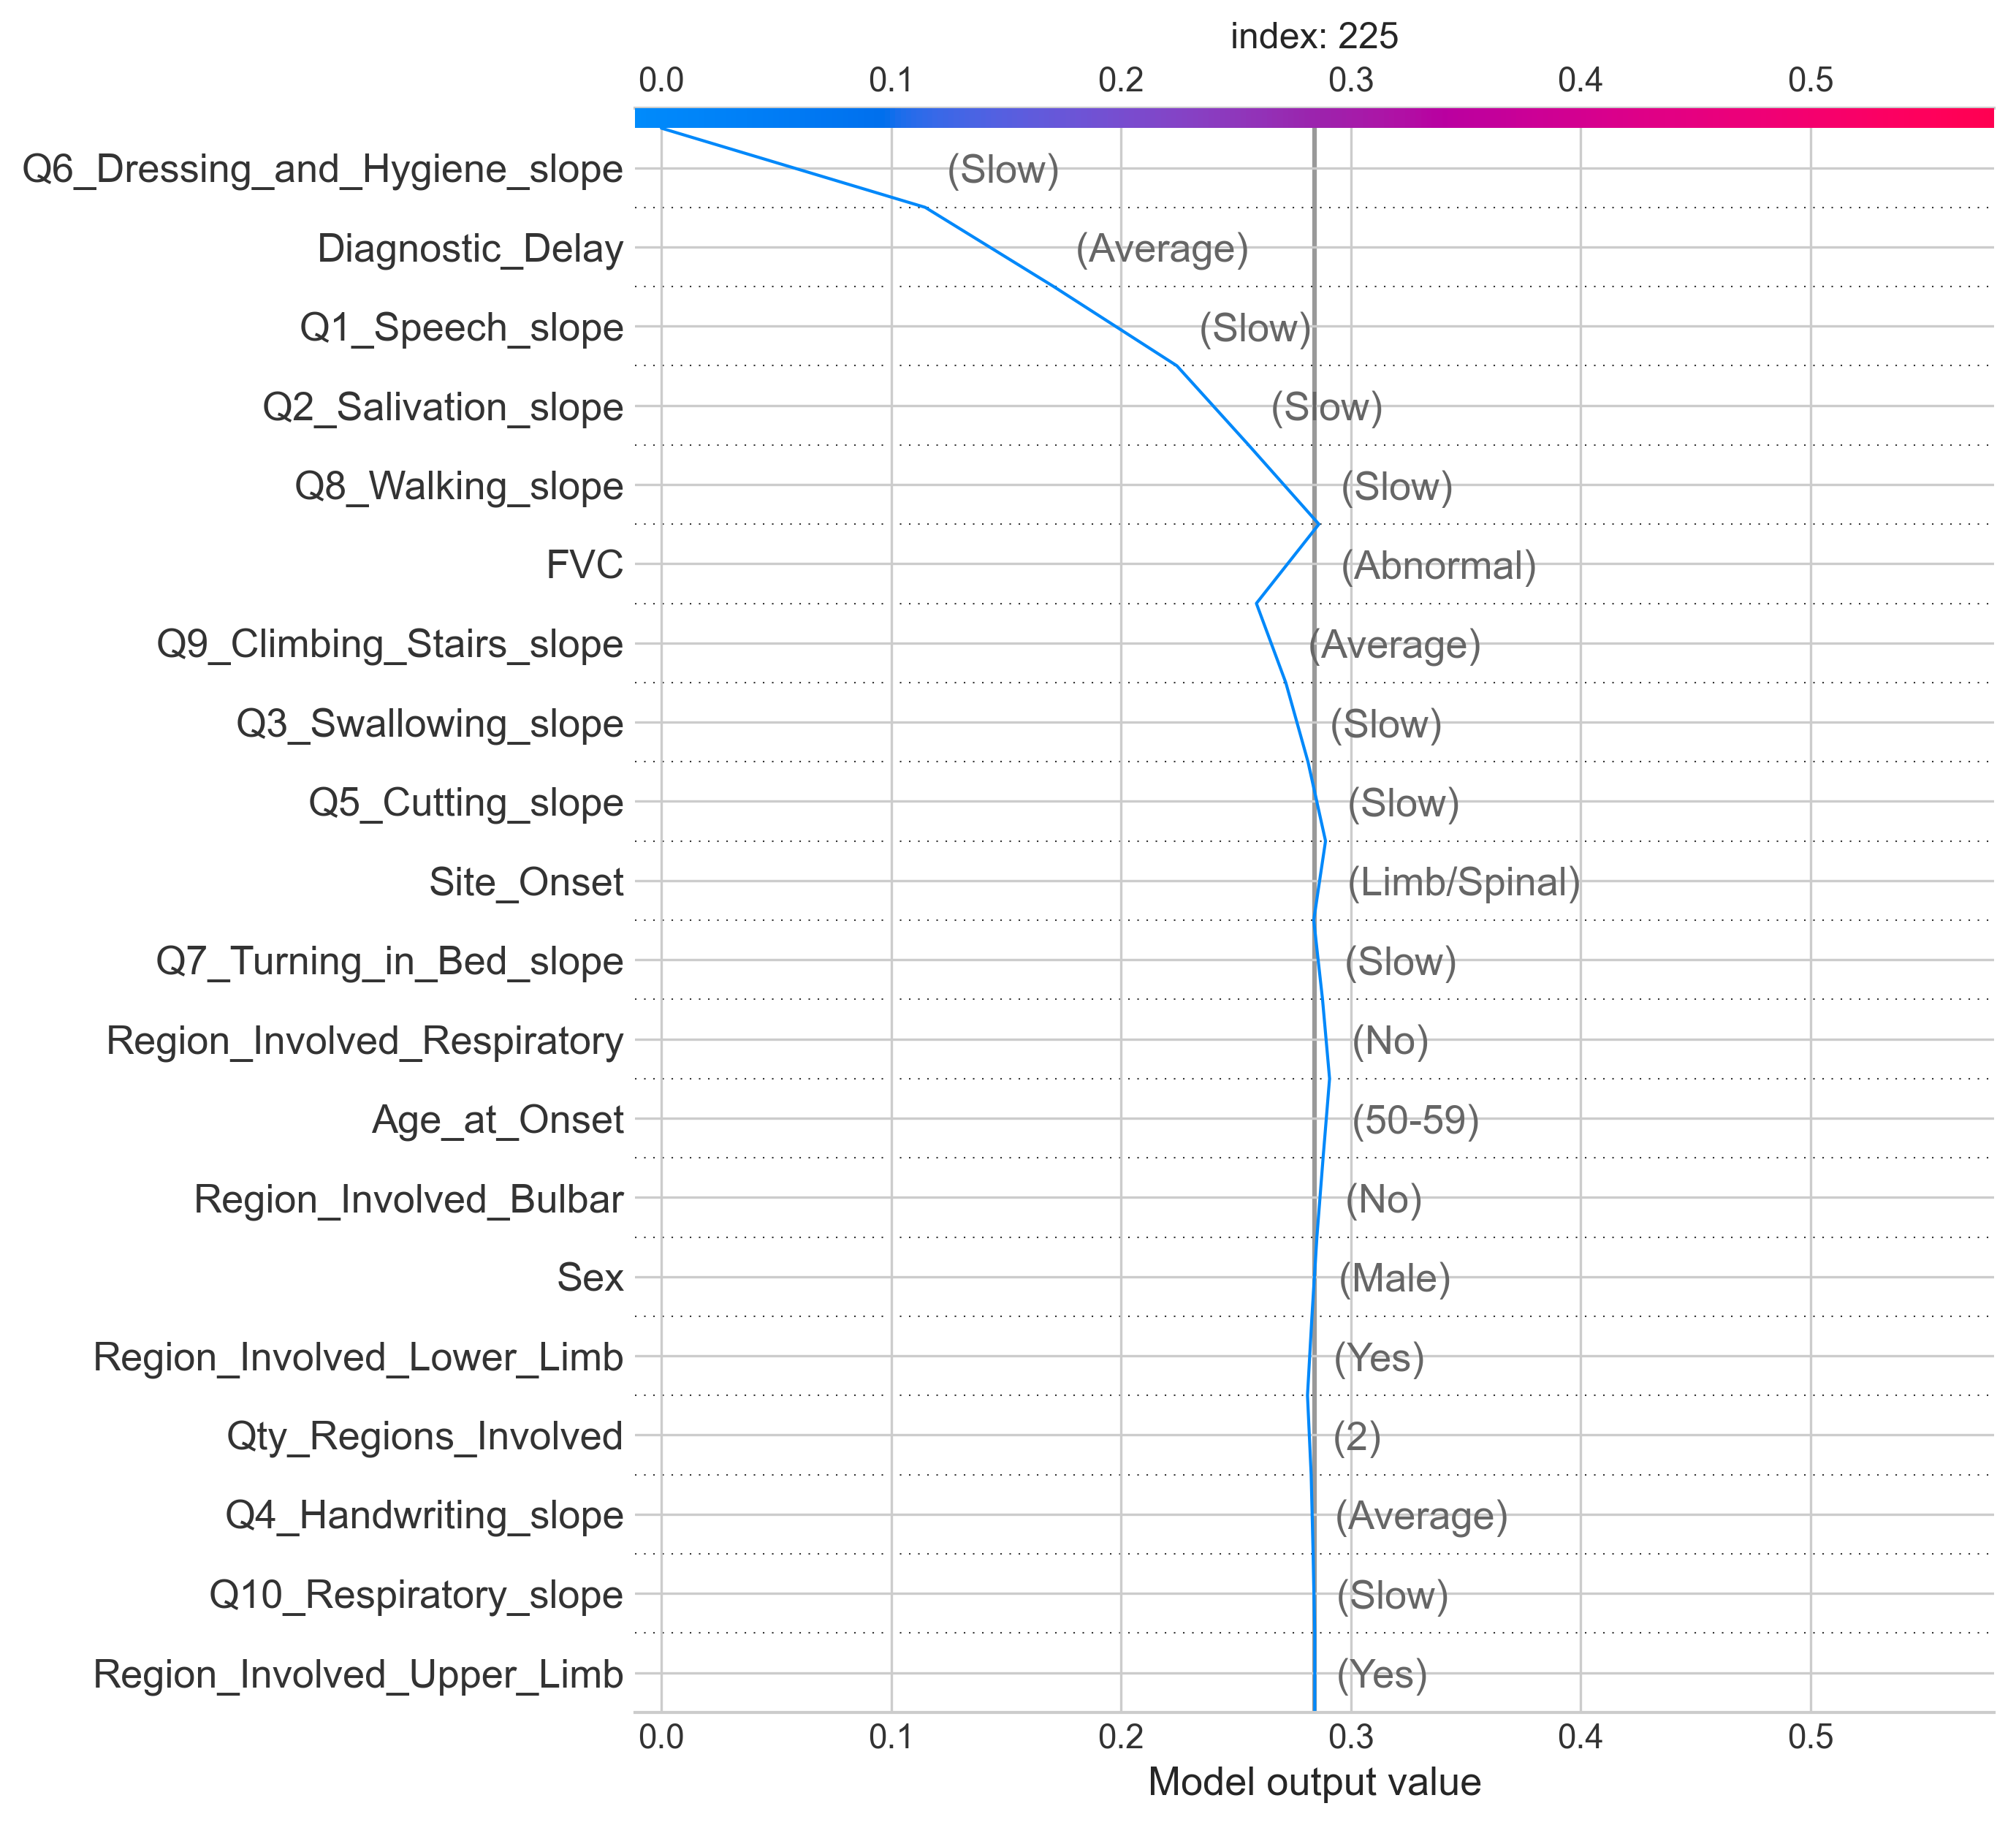 index: 225
0.0 0.1 0.2 0.3 0.4 0.5
Q6_Dressing_and_Hygiene_slope (Slow)
Diagnostic_Delay (Average)
Q1_Speech_slope (Slow)
Q2_Salivation_slope (Slow)
Q8_Walking_slope (Slow)
FVC (Abnormal)
Q9_Climbing_Stairs_slope (Average)
Q3_Swallowing_slope (Slow)
Q5_Cutting_slope (Slow)
Site_Onset (Limb/Spinal)
Q7_Turning_in_Bed_slope (Slow)
Region_Involved_Respiratory (No)
Age_at_Onset (50-59)
Region_Involved_Bulbar (No)
Sex (Male)
Region_Involved_Lower_Limb (Yes)
Qty_Regions_Involved (2)
Q4_Handwriting_slope (Average)
Q10_Respiratory_slope (Slow)
Region_Involved_Upper_Limb (Yes)
0.0 0.1 0.2 0.3 0.4 0.5
Model output value